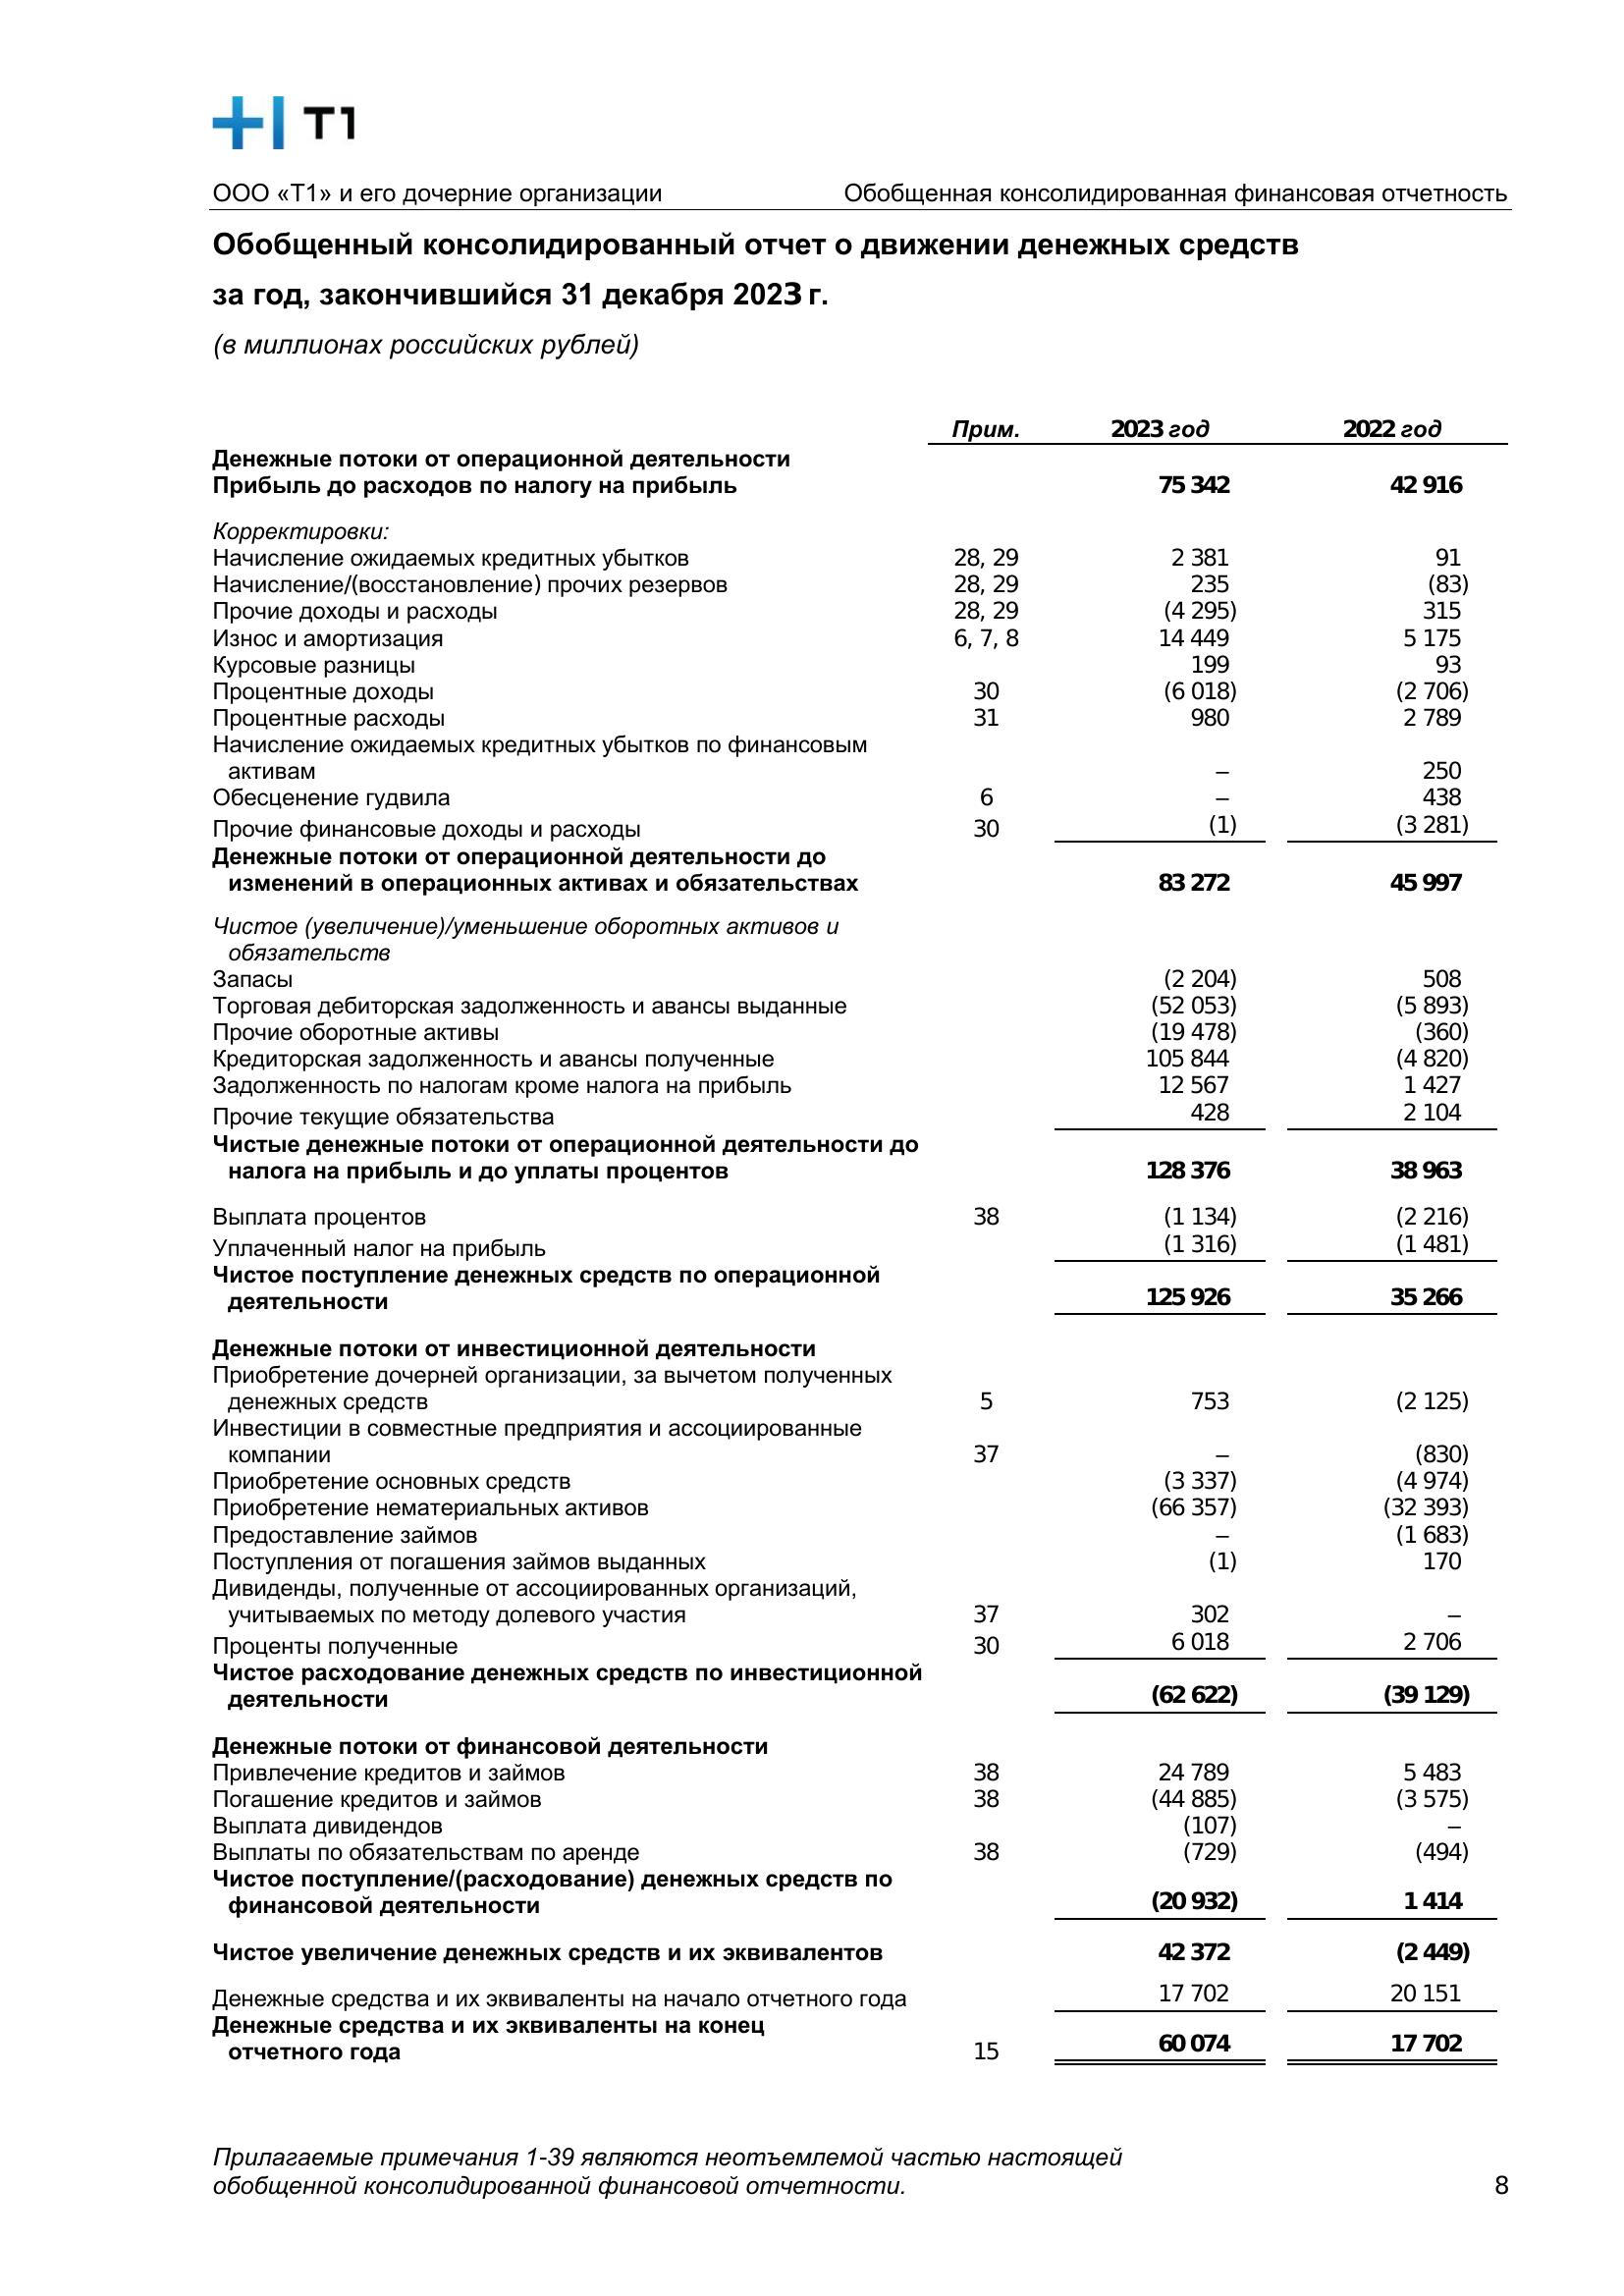 T1
ООО «Т1» и его дочерние организации Обобщенная консолидированная финансовая отчетность
Обобщенный консолидированный отчет о движении денежных средств
за год, закончившийся 31 декабря 2023 г.
(в миллионах российских рублей)
Прим. 2023 год 2022 год
Денежные потоки от операционной деятельности
Прибыль до расходов по налогу на прибыль 75 342 42 916
Корректировки:
Начисление ожидаемых кредитных убытков 28, 29 2 381 91
Начисление/(восстановление) прочих резервов 28, 29 235 (83)
Прочие доходы и расходы 28, 29 (4 295) 315
Износ и амортизация 6, 7, 8 14 449 5 175
Курсовые разницы 199 93
Процентные доходы 30 (6 018) (2 706)
Процентные расходы 31 980 2 789
Начисление ожидаемых кредитных убытков по финансовым
активам – 250
Обесценение гудвила 6 – 438
Прочие финансовые доходы и расходы 30 (1) (3 281)
Денежные потоки от операционной деятельности до
изменений в операционных активах и обязательствах 83 272 45 997
Чистое (увеличение)/уменьшение оборотных активов и
обязательств
Запасы (2 204) 508
Торговая дебиторская задолженность и авансы выданные (52 053) (5 893)
Прочие оборотные активы (19 478) (360)
Кредиторская задолженность и авансы полученные 105 844 (4 820)
Задолженность по налогам кроме налога на прибыль 12 567 1 427
Прочие текущие обязательства 428 2 104
Чистые денежные потоки от операционной деятельности до
налога на прибыль и до уплаты процентов 128 376 38 963
Выплата процентов 38 (1 134) (2 216)
Уплаченный налог на прибыль (1 316) (1 481)
Чистое поступление денежных средств по операционной
деятельности 125 926 35 266
Денежные потоки от инвестиционной деятельности
Приобретение дочерней организации, за вычетом полученных
денежных средств 5 753 (2 125)
Инвестиции в совместные предприятия и ассоциированные
компании 37 – (830)
Приобретение основных средств (3 337) (4 974)
Приобретение нематериальных активов (66 357) (32 393)
Предоставление займов – (1 683)
Поступления от погашения займов выданных (1) 170
Дивиденды, полученные от ассоциированных организаций,
учитываемых по методу долевого участия 37 302 –
Проценты полученные 30 6 018 2 706
Чистое расходование денежных средств по инвестиционной
деятельности (62 622) (39 129)
Денежные потоки от финансовой деятельности
Привлечение кредитов и займов 38 24 789 5 483
Погашение кредитов и займов 38 (44 885) (3 575)
Выплата дивидендов (107) –
Выплаты по обязательствам по аренде 38 (729) (494)
Чистое поступление/(расходование) денежных средств по
финансовой деятельности (20 932) 1 414
Чистое увеличение денежных средств и их эквивалентов 42 372 (2 449)
Денежные средства и их эквиваленты на начало отчетного года 17 702 20 151
Денежные средства и их эквиваленты на конец
отчетного года 15 60 074 17 702
Прилагаемые примечания 1-39 являются неотъемлемой частью настоящей
обобщенной консолидированной финансовой отчетности. 8